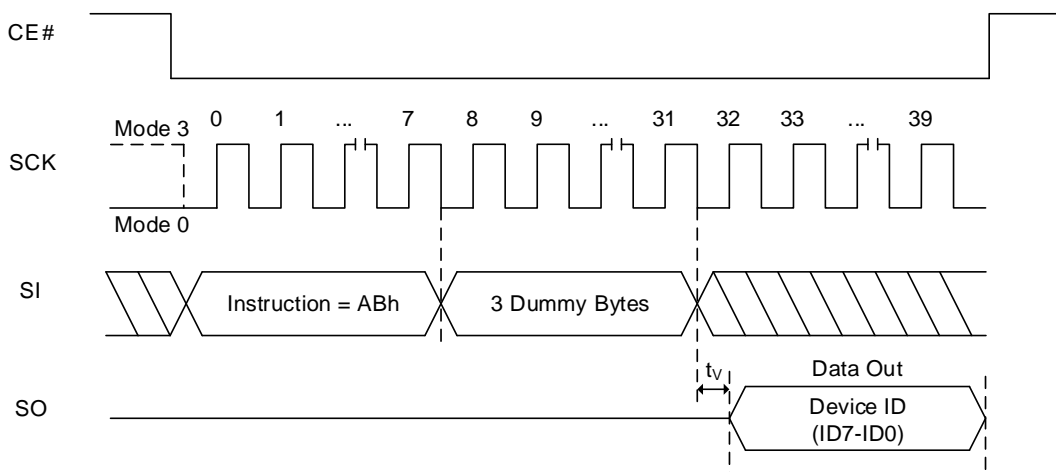 CE#
0 1 ... 7 8 9 ... 31 32 33 ... 39
Mode 3
SCK
Mode 0
SI
Instruction = ABh
3 Dummy Bytes
tV
Data Out
SO
Device ID
(ID7-ID0)